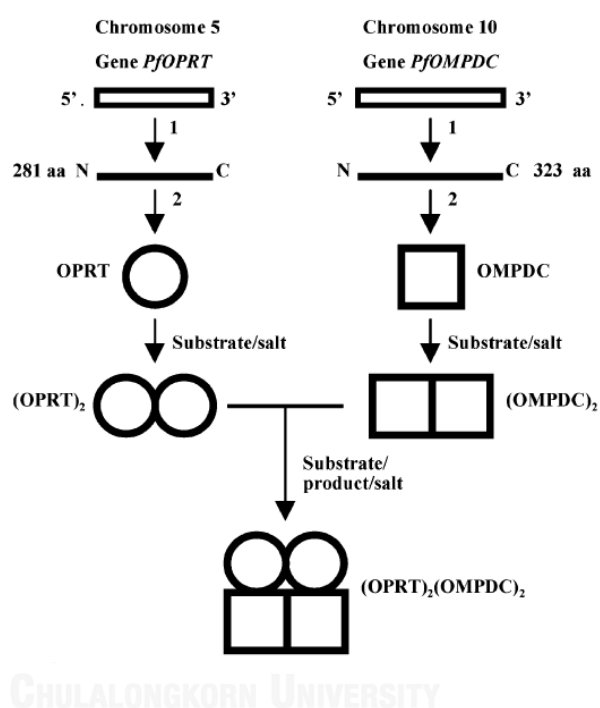 Chromosome 5
Chromosome 10
Gene PfOPRT
Gene PfOMPDC
5’ . 3’
5’ 3’
1
1
281 aa N C
N C 323 aa
2
2
OPRT
OMPDC
Substrate/salt
Substrate/salt
(OPRT)₂
(OMPDC)₂
Substrate/
product/salt
(OPRT)₂(OMPDC)₂
CHULALONGKORN UNIVERSITY